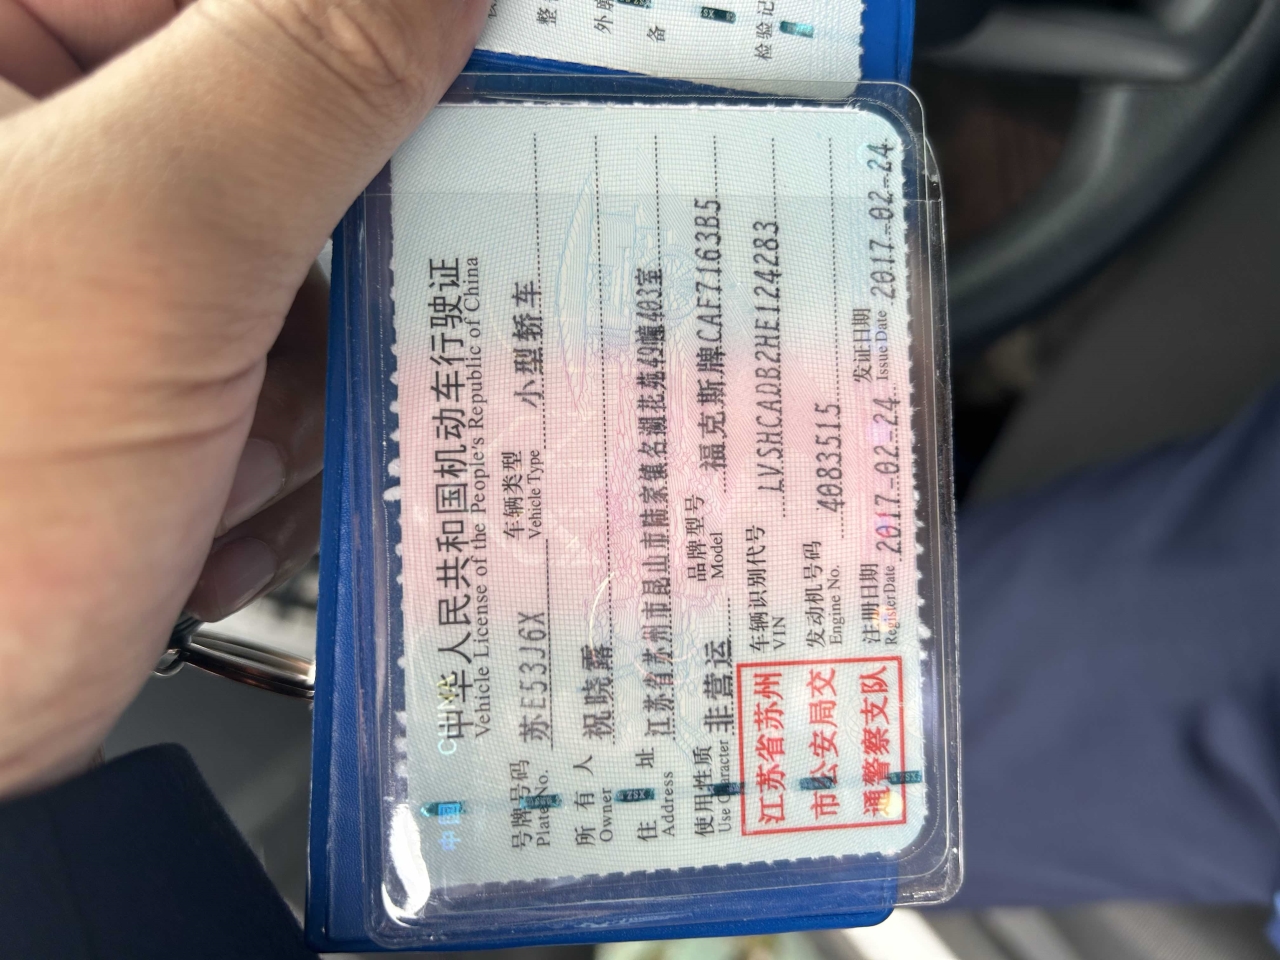 中华人民共和国机动车行驶证
Vehicle License of the People's Republic of China
号牌号码 苏E53J6X 车辆类型 小型轿车
Plate No. Vehicle Type
所有人 祝晓露
Owner
住址 江苏省苏州市昆山市陆家镇名湖花苑49幢403室
Address
使用性质 非营运 品牌型号 福克斯牌CAF7163B5
Use Character Model
车辆识别代号 LVSHCADB2HE124283
VIN
发动机号码 4083515
Engine No.
注册日期 2017-02-24 发证日期 2017-02-24
Register Date Issue Date
江苏省苏州
市公安局交
通警察支队
中国 CHINA
备
检验记